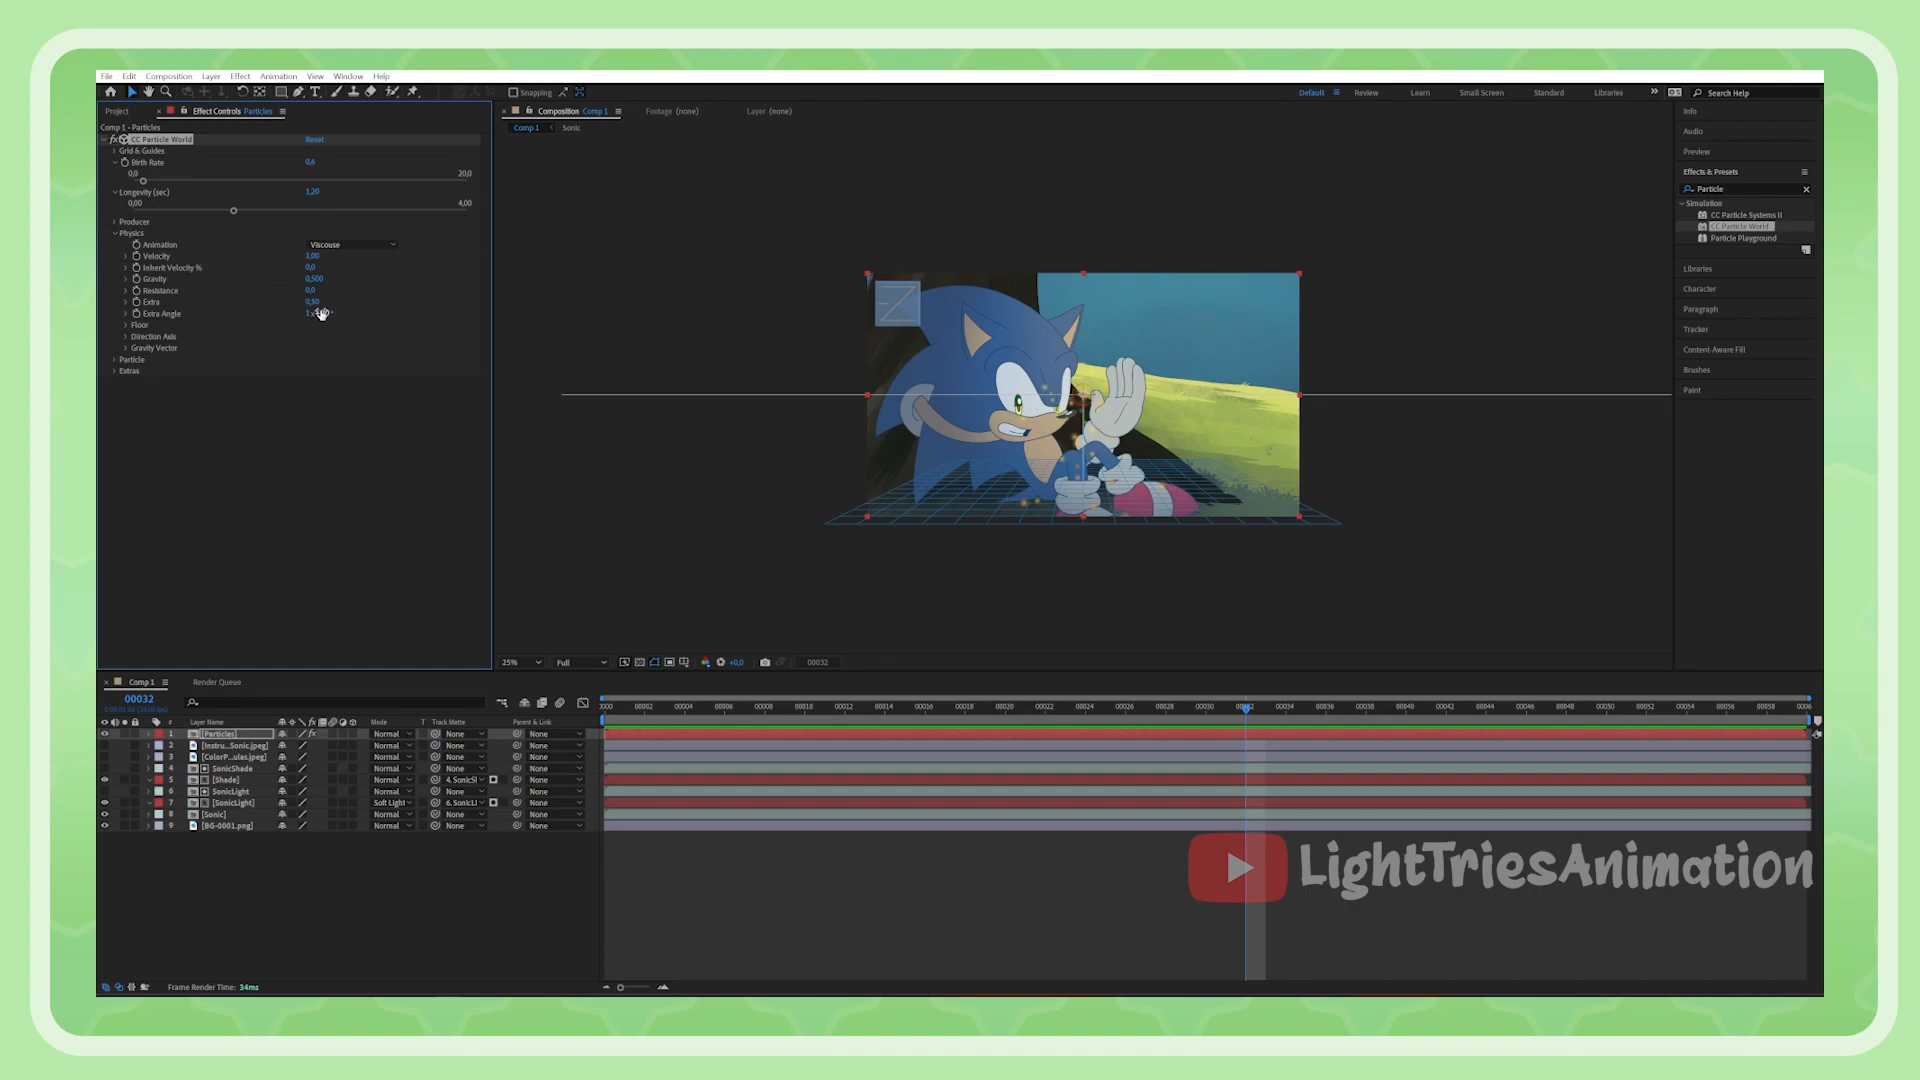 File Edit Composition Layer Effect Animation View Window Help
Snapping
Default Review Learn Small Screen Standard Libraries Search Help
Project Effect Controls Particles
Composition Comp 1 Footage (none) Layer (none)
Comp 1 Sonic
Comp 1 • Particles
fx CC Particle World Reset
Grid & Guides
Birth Rate 0,6
0,0 20,0
Longevity (sec) 1,20
0,00 4,00
Producer
Physics
Animation Viscouse
Velocity 1,00
Inherit Velocity % 0,0
Gravity 0,500
Resistance 0,0
Extra 0,50
Extra Angle
Floor
Direction Axis
Gravity Vector
Particle
Extras
Info
Audio
Preview
Effects & Presets
Particle
Simulation
CC Particle Systems II
CC Particle World
Particle Playground
Libraries
Character
Paragraph
Tracker
Content-Aware Fill
Brushes
Paint
25% Full +0,0 00032
Comp 1 Render Queue
00032
00002 00004 00006 00008 00010 00012 00014 00016 00018 00020 00022 00024 00026 00028 00030 00032 00034 00036 00038 00040 00042 00044 00046 00048 00050 00052 00054 00056 00058 0006
# Layer Name Mode T Track Matte Parent & Link
1 [Particles] Normal None None
2 [Instru...Sonic.jpeg] Normal None None
3 [ColorP...ulas.jpeg] Normal None None
4 SonicShade Normal None None
5 [Shade] Normal 4. SonicSl None
6 SonicLight Normal None None
7 [SonicLight] Soft Light 6. SonicLi None
8 [Sonic] Normal None None
9 [BG-0001.png] Normal None None
LightTriesAnimation
Frame Render Time: 34ms